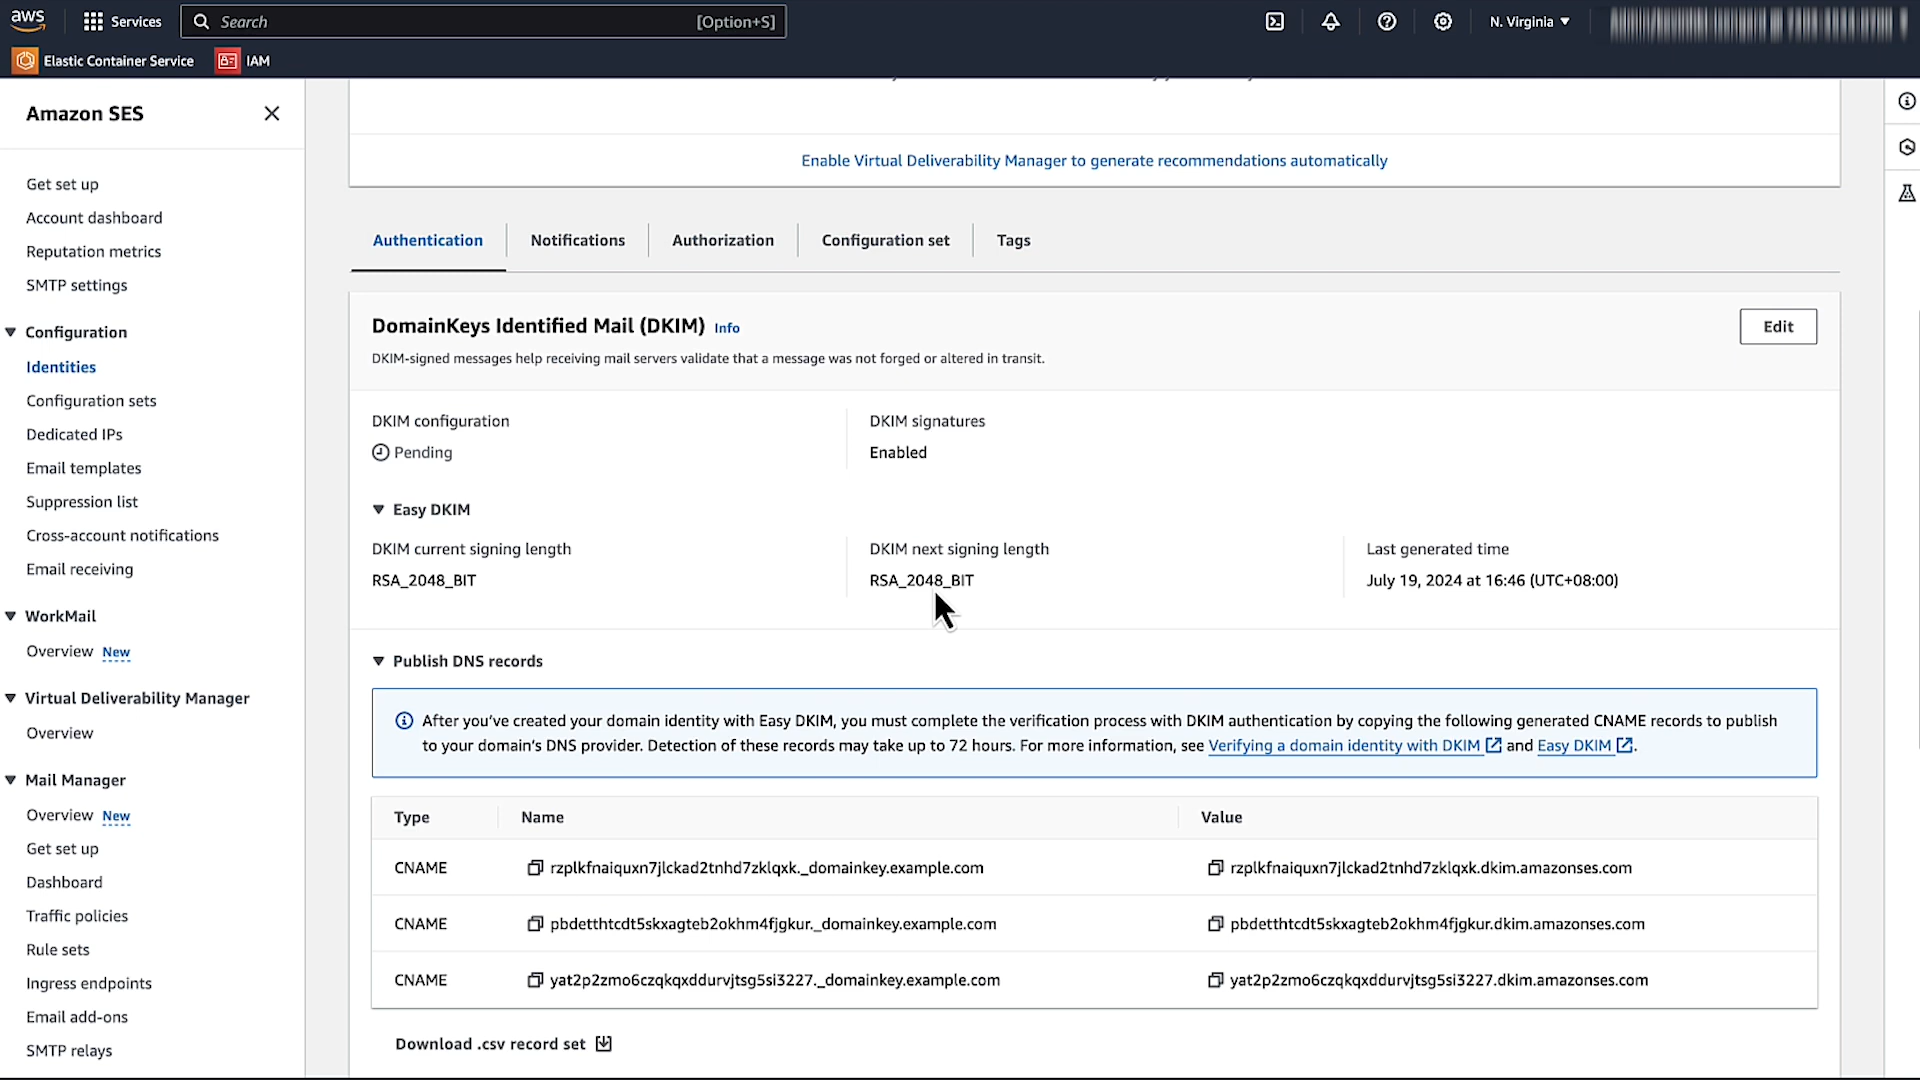 aws
Services
Search
[Option+S]
N. Virginia
Elastic Container Service
IAM
Amazon SES
Get set up
Account dashboard
Reputation metrics
SMTP settings
Configuration
Identities
Configuration sets
Dedicated IPs
Email templates
Suppression list
Cross-account notifications
Email receiving
WorkMail
Overview New
Virtual Deliverability Manager
Overview
Mail Manager
Overview New
Get set up
Dashboard
Traffic policies
Rule sets
Ingress endpoints
Email add-ons
SMTP relays
Enable Virtual Deliverability Manager to generate recommendations automatically
Authentication
Notifications
Authorization
Configuration set
Tags
DomainKeys Identified Mail (DKIM) Info
Edit
DKIM-signed messages help receiving mail servers validate that a message was not forged or altered in transit.
DKIM configuration
Pending
DKIM signatures
Enabled
Easy DKIM
DKIM current signing length
RSA_2048_BIT
DKIM next signing length
RSA_2048_BIT
Last generated time
July 19, 2024 at 16:46 (UTC+08:00)
Publish DNS records
After you've created your domain identity with Easy DKIM, you must complete the verification process with DKIM authentication by copying the following generated CNAME records to publish
to your domain's DNS provider. Detection of these records may take up to 72 hours. For more information, see Verifying a domain identity with DKIM and Easy DKIM.
Type Name Value
CNAME rzplkfnaiquxn7jlckad2tnhd7zklqxk._domainkey.example.com rzplkfnaiquxn7jlckad2tnhd7zklqxk.dkim.amazonses.com
CNAME pbdetthtcdt5skxagteb2okhm4fjgkur._domainkey.example.com pbdetthtcdt5skxagteb2okhm4fjgkur.dkim.amazonses.com
CNAME yat2p2zmo6czqkqxddurvjtsg5si3227._domainkey.example.com yat2p2zmo6czqkqxddurvjtsg5si3227.dkim.amazonses.com
Download .csv record set